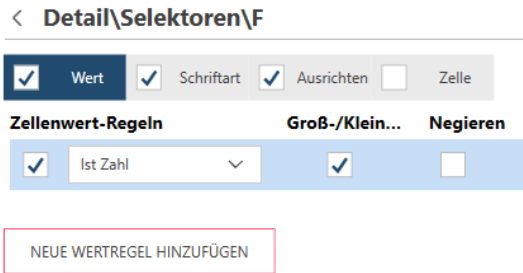 Detail\Selektoren\F
Wert Schriftart Ausrichten Zelle
Zellenwert-Regeln Groß-/Klein... Negieren
Ist Zahl
NEUE WERTREGEL HINZUFÜGEN